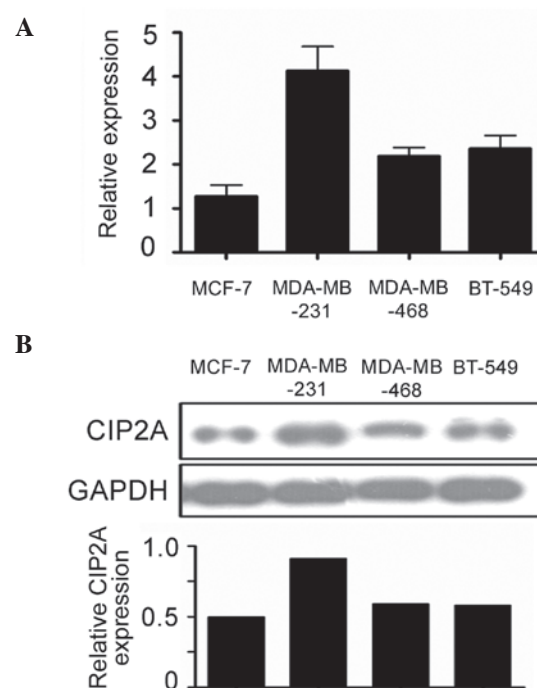 A
Relative expression
5
4
3
2
1
0
MCF-7 MDA-MB MDA-MB BT-549
-231 -468
B
MCF-7 MDA-MB MDA-MB BT-549
-231 -468
CIP2A
GAPDH
Relative CIP2A
expression
1.0
0.5
0